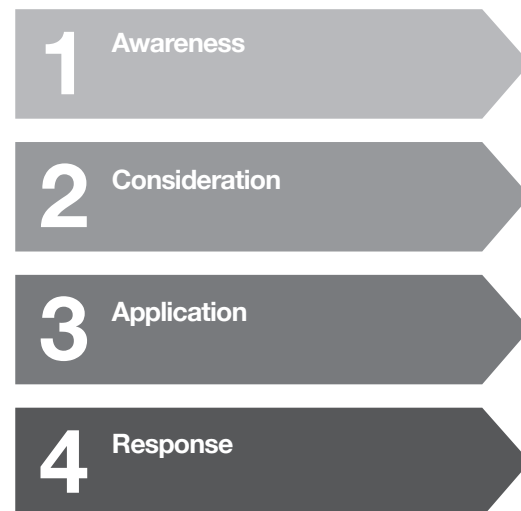 1 Awareness
2 Consideration
3 Application
4 Response